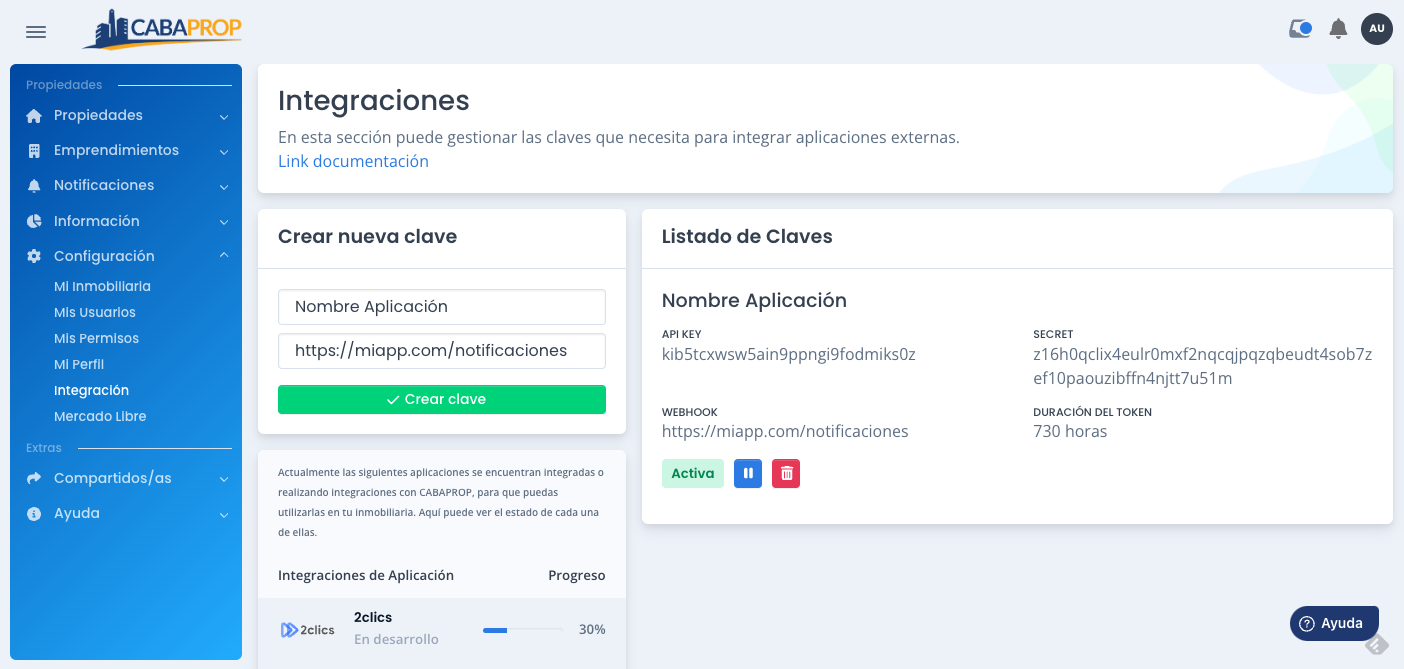 CABAPROP
AU
Propiedades
Propiedades
Emprendimientos
Notificaciones
Información
Configuración
Mi Inmobiliaria
Mis Usuarios
Mis Permisos
Mi Perfil
Integración
Mercado Libre
Extras
Compartidos/as
Ayuda
Integraciones
En esta sección puede gestionar las claves que necesita para integrar aplicaciones externas.
Link documentación
Crear nueva clave
Nombre Aplicación
https://miapp.com/notificaciones
Crear clave
Actualmente las siguientes aplicaciones se encuentran integradas o
realizando integraciones con CABAPROP, para que puedas
utilizarlas en tu inmobiliaria. Aquí puede ver el estado de cada una
de ellas.
Integraciones de Aplicación Progreso
2clics
2clics
En desarrollo
30%
Listado de Claves
Nombre Aplicación
API KEY
kib5tcxwsw5ain9ppngi9fodmiks0z
SECRET
z16h0qclix4eulr0mxf2nqcqjpqzqbeudt4sob7z
ef10paouzibffn4njtt7u51m
WEBHOOK
https://miapp.com/notificaciones
DURACIÓN DEL TOKEN
730 horas
Activa
Ayuda